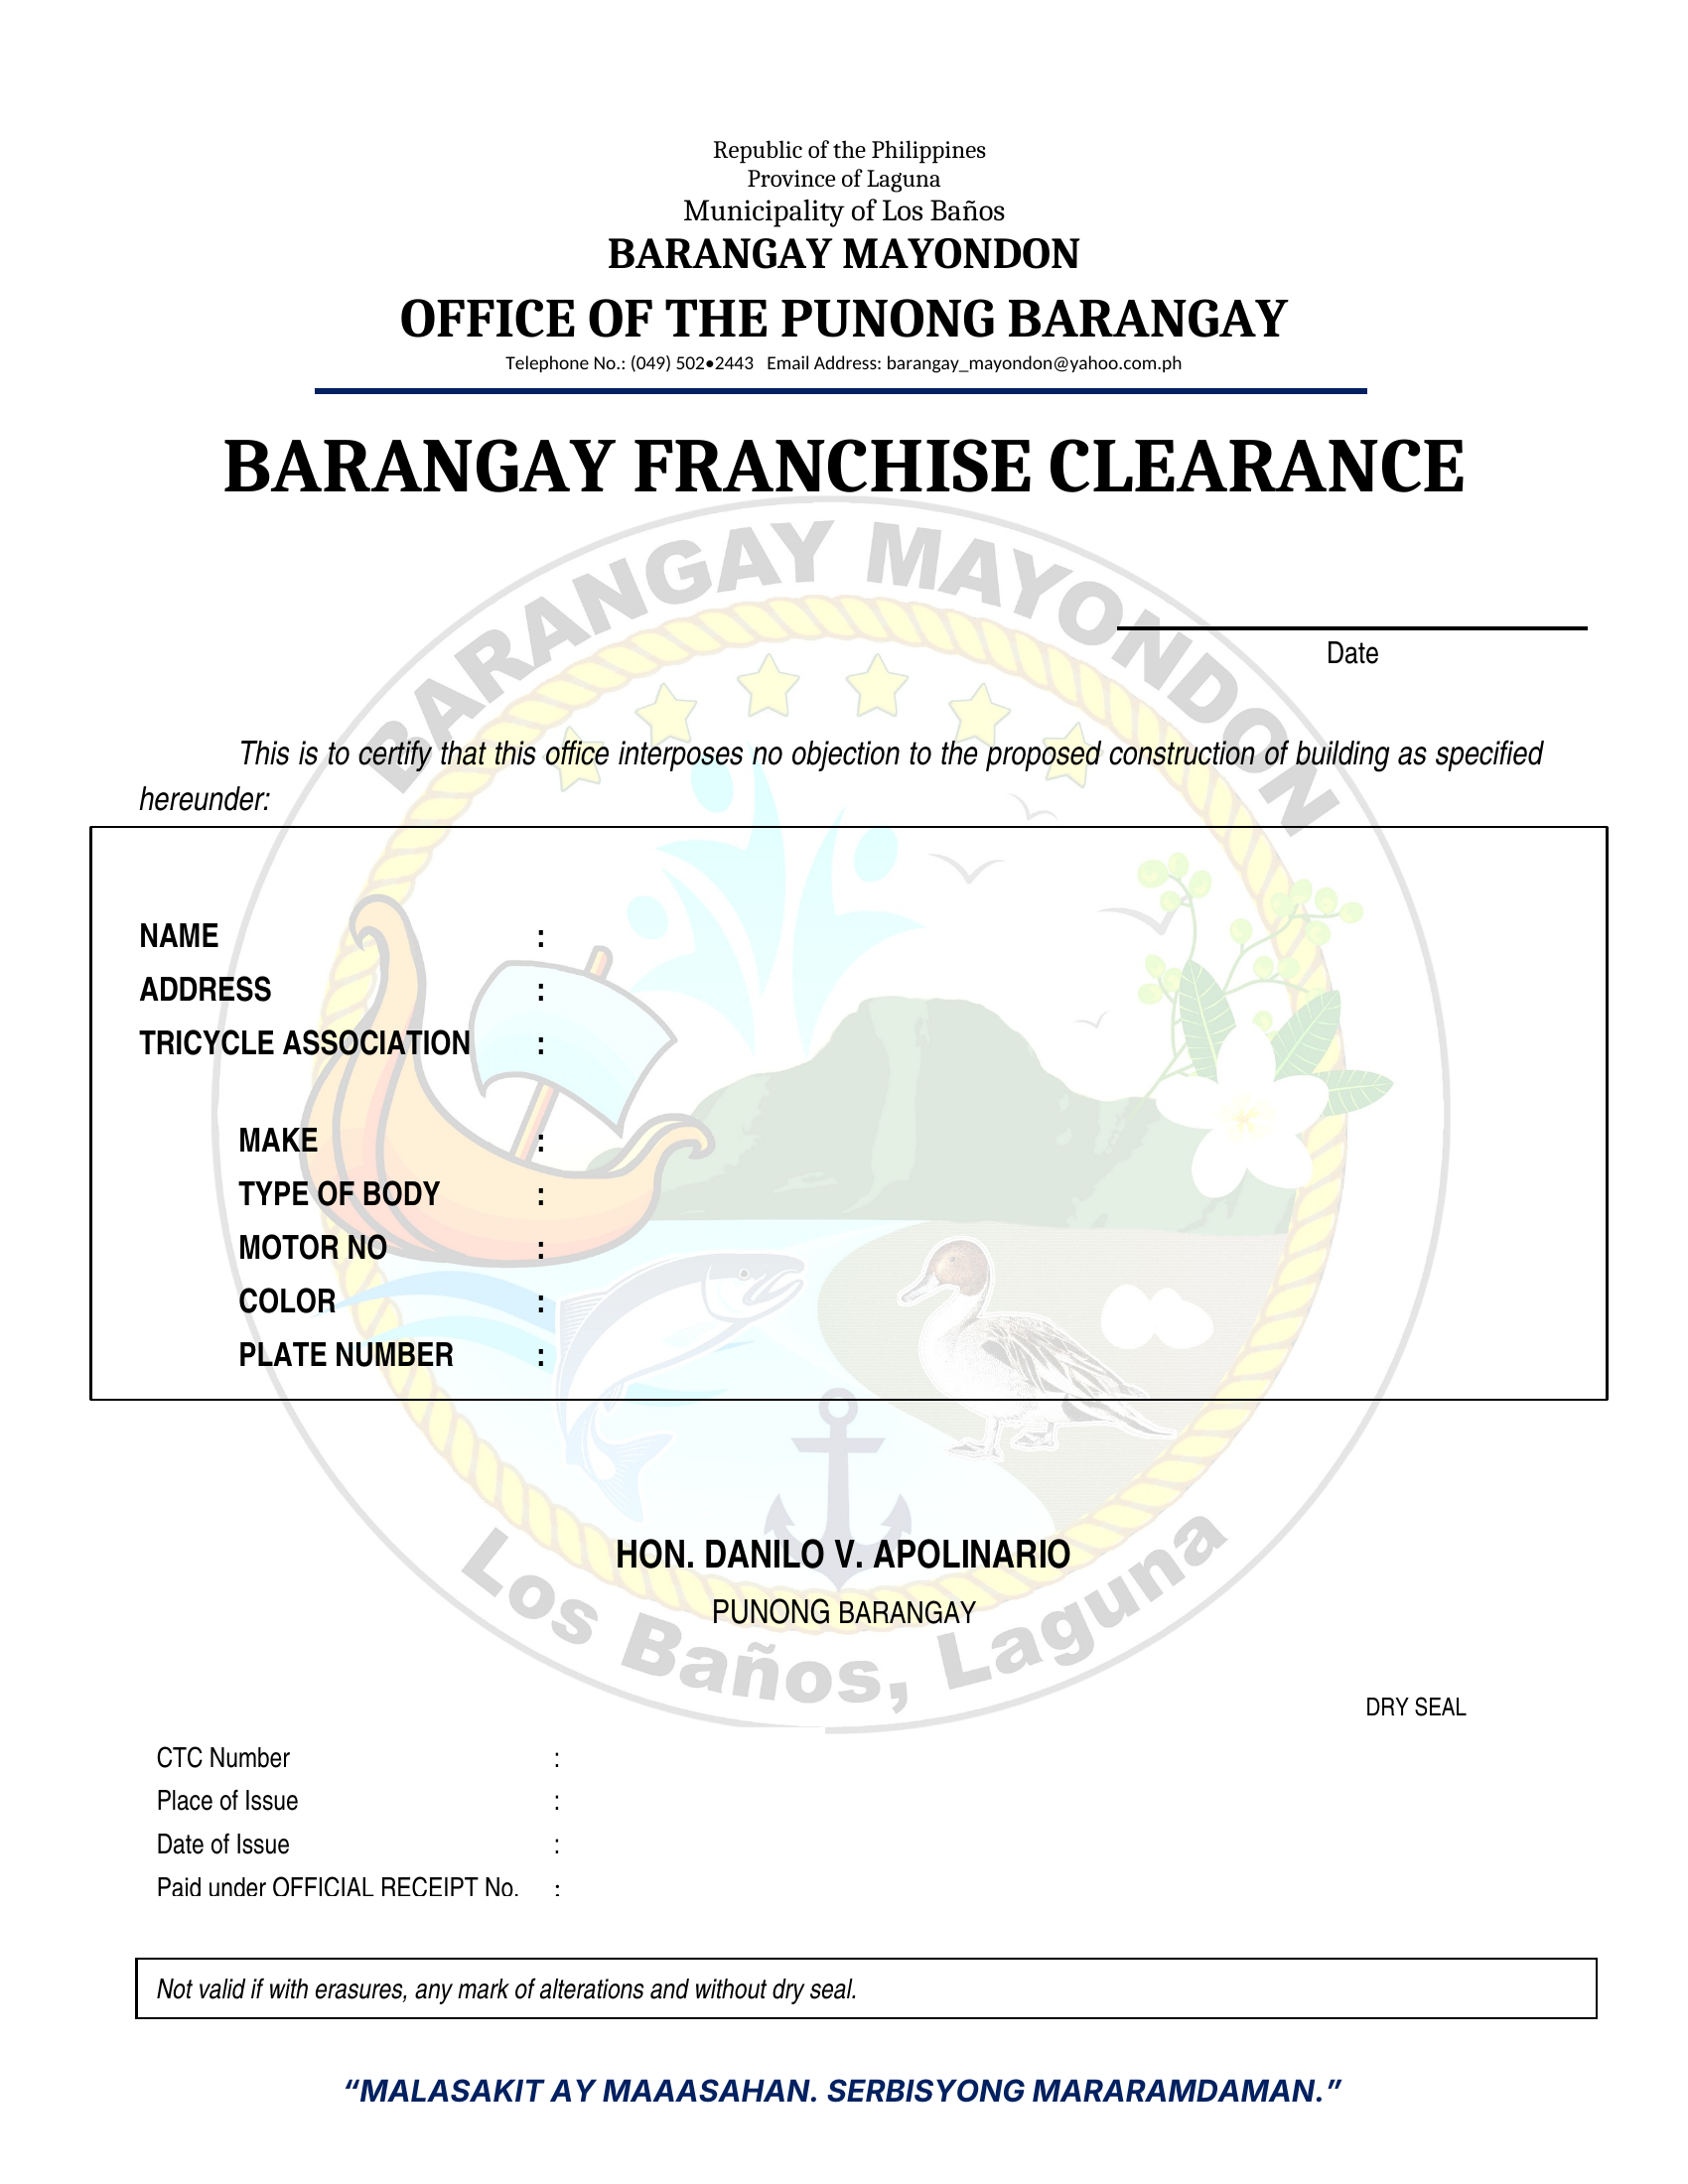 Republic of the Philippines
Province of Laguna
Municipality of Los Baños
BARANGAY MAYONDON
OFFICE OF THE PUNONG BARANGAY
Telephone No.: (049) 502•2443 Email Address: barangay_mayondon@yahoo.com.ph
BARANGAY FRANCHISE CLEARANCE
BARANGAY MAYONDON
Date
This is to certify that this office interposes no objection to the proposed construction of building as specified
hereunder:
NAME :
ADDRESS :
TRICYCLE ASSOCIATION :
MAKE :
TYPE OF BODY :
MOTOR NO :
COLOR :
PLATE NUMBER :
HON. DANILO V. APOLINARIO
PUNONG BARANGAY
Los Baños, Laguna
DRY SEAL
CTC Number :
Place of Issue :
Date of Issue :
Paid under OFFICIAL RECEIPT No. :
Not valid if with erasures, any mark of alterations and without dry seal.
“MALASAKIT AY MAAASAHAN. SERBISYONG MARARAMDAMAN.”